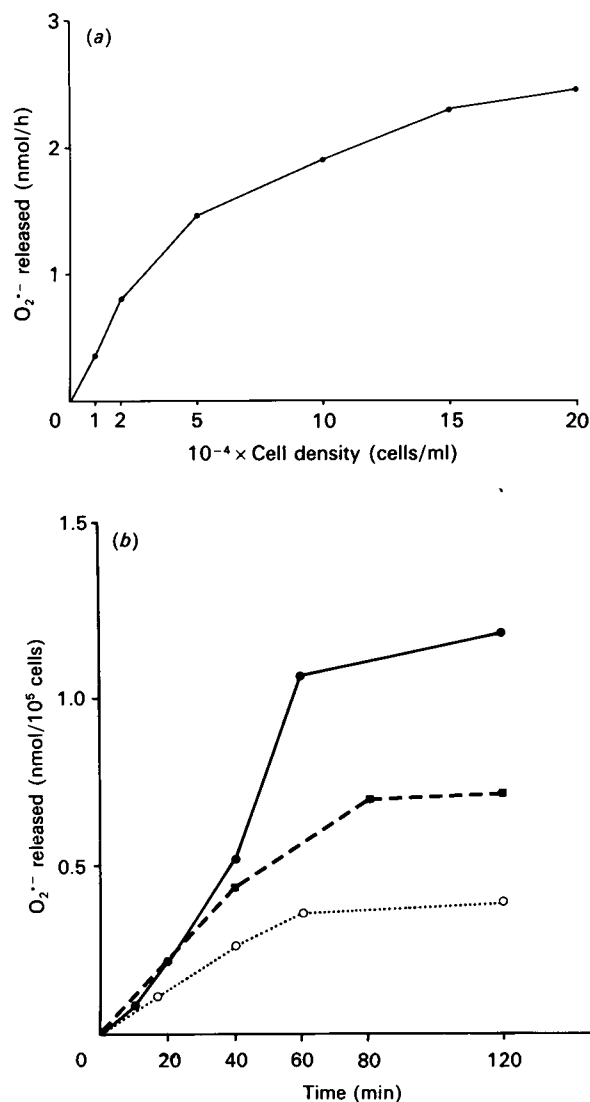 (a)
3
2
1
0
1 2 5 10 15 20
O₂•− released (nmol/h)
10⁻⁴ × Cell density (cells/ml)
(b)
1.5
1.0
0.5
0
20 40 60 80 120
O₂•− released (nmol/10⁵ cells)
Time (min)